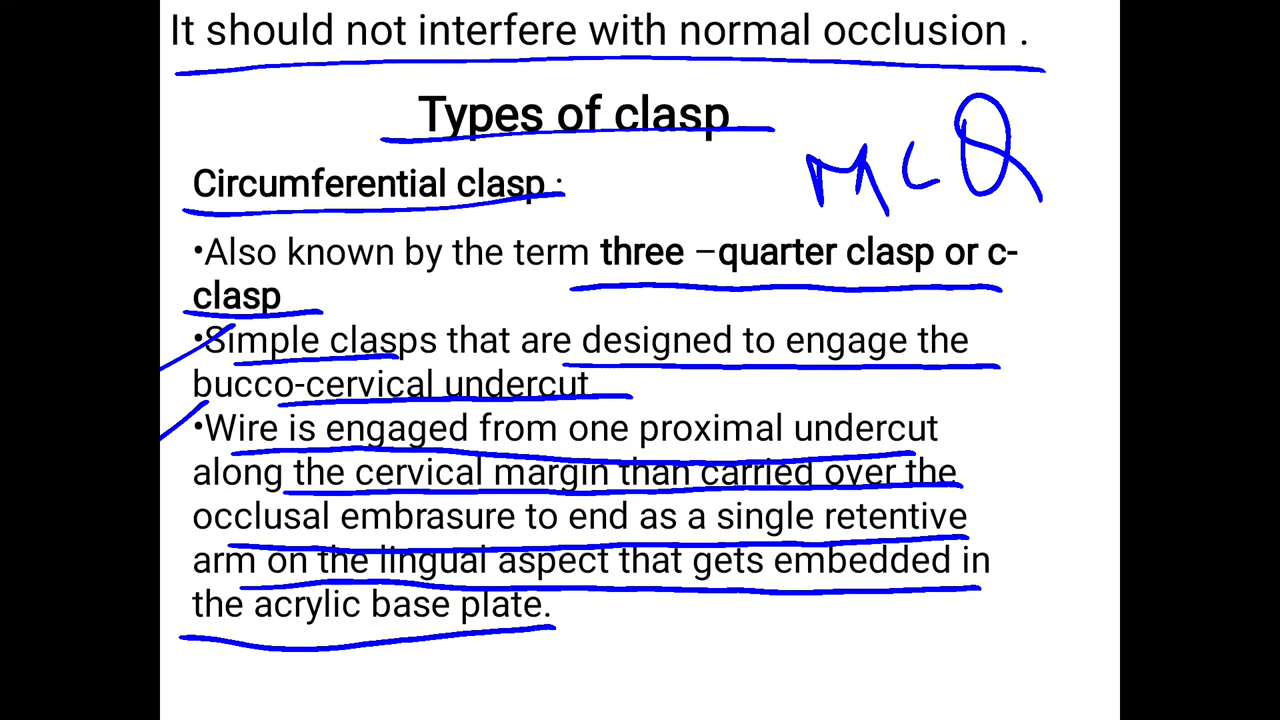 It should not interfere with normal occlusion .
Types of clasp
MCQ
Circumferential clasp :
•Also known by the term three –quarter clasp or c-
clasp
•Simple clasps that are designed to engage the
bucco-cervical undercut
•Wire is engaged from one proximal undercut
along the cervical margin than carried over the
occlusal embrasure to end as a single retentive
arm on the lingual aspect that gets embedded in
the acrylic base plate.